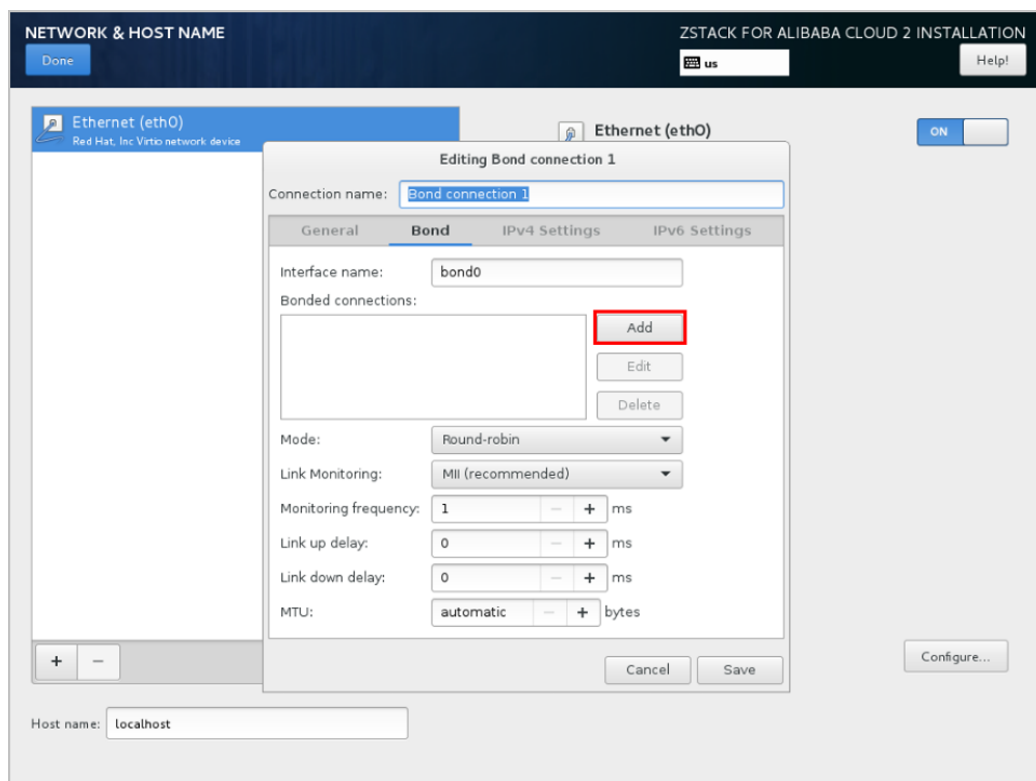 NETWORK & HOST NAME
ZSTACK FOR ALIBABA CLOUD 2 INSTALLATION
Done
us
Help!
Ethernet (eth0)
Red Hat, Inc Virtio network device
Ethernet (eth0)
ON
Editing Bond connection 1
Connection name: Bond connection 1
General Bond IPv4 Settings IPv6 Settings
Interface name: bond0
Bonded connections:
Add
Edit
Delete
Mode: Round-robin
Link Monitoring: MII (recommended)
Monitoring frequency: 1 − + ms
Link up delay: 0 − + ms
Link down delay: 0 − + ms
MTU: automatic − + bytes
+ −
Configure...
Cancel Save
Host name: localhost